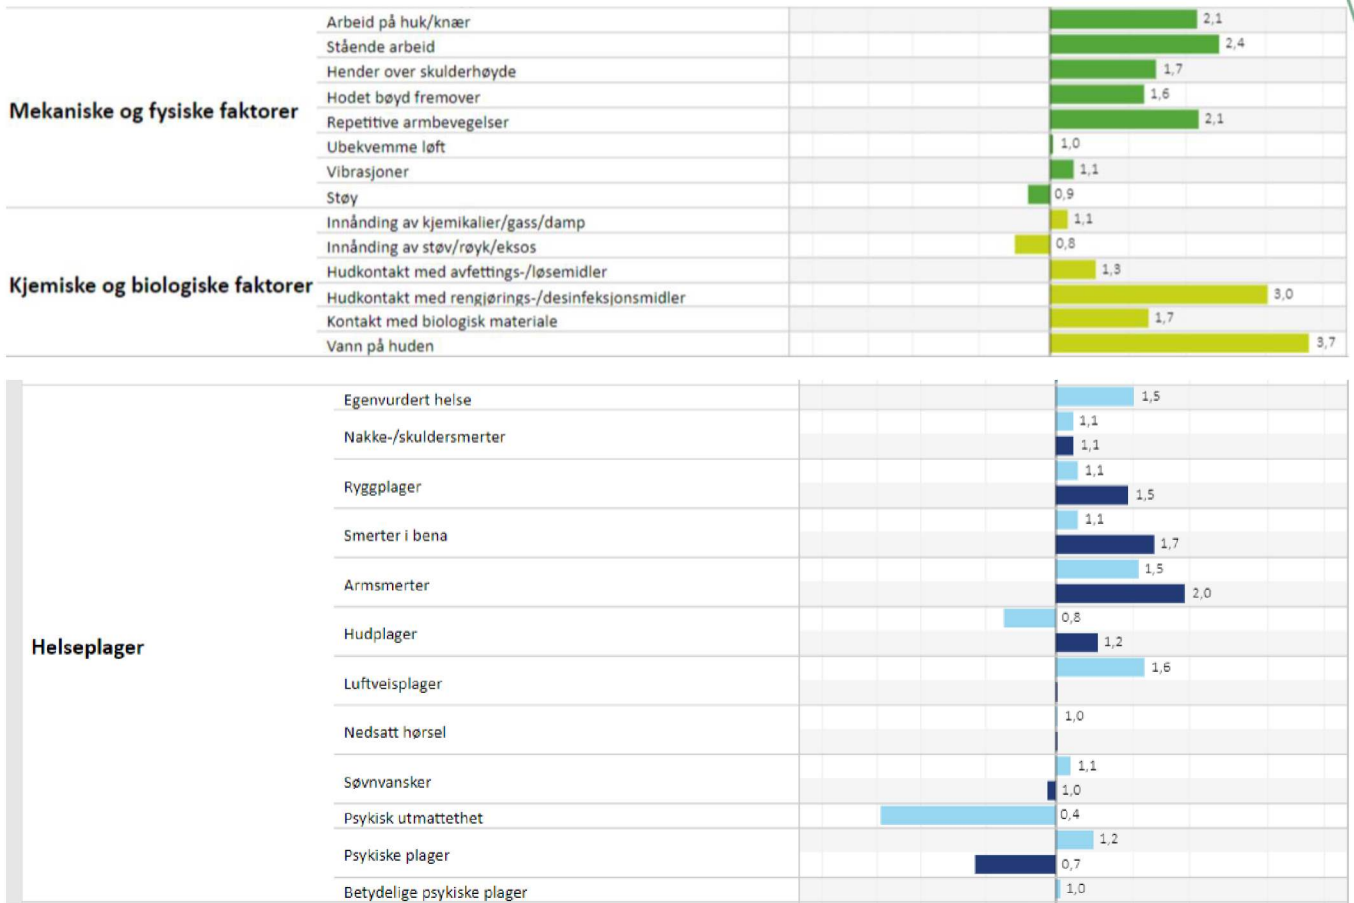 Arbeid på huk/knær 2,1
Stående arbeid 2,4
Hender over skulderhøyde 1,7
Hodet bøyd fremover 1,6
Mekaniske og fysiske faktorer
Repetitive armbevegelser 2,1
Ubekvemme løft 1,0
Vibrasjoner 1,1
Støy 0,9
Innånding av kjemikalier/gass/damp 1,1
Innånding av støv/røyk/eksos 0,8
Hudkontakt med avfettings-/løsemidler 1,3
Kjemiske og biologiske faktorer
Hudkontakt med rengjørings-/desinfeksjonsmidler 3,0
Kontakt med biologisk materiale 1,7
Vann på huden 3,7
Egenvurdert helse 1,5
Nakke-/skuldersmerter 1,1
1,1
Ryggplager 1,1
1,5
Smerter i bena 1,1
1,7
Armsmerter 1,5
2,0
Hudplager 0,8
1,2
Helseplager
Luftveisplager 1,6
Nedsatt hørsel 1,0
Søvnvansker 1,1
1,0
Psykisk utmattethet 0,4
Psykiske plager 1,2
0,7
Betydelige psykiske plager 1,0